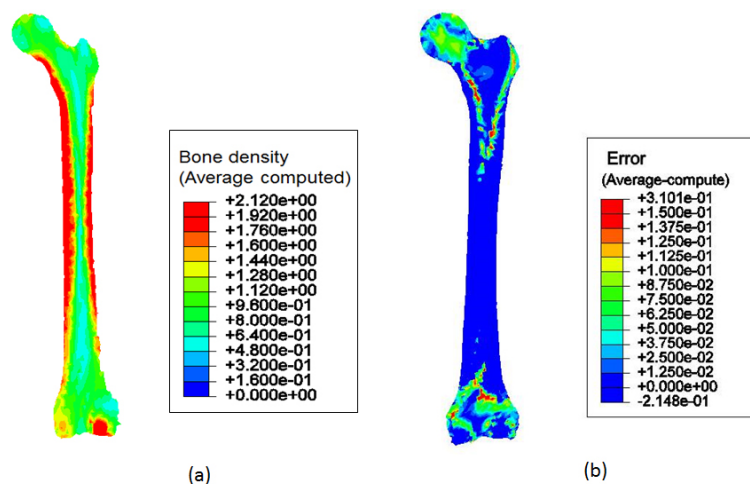 Bone density
(Average computed)
+2.120e+00
+1.920e+00
+1.760e+00
+1.600e+00
+1.440e+00
+1.280e+00
+1.120e+00
+9.600e-01
+8.000e-01
+6.400e-01
+4.800e-01
+3.200e-01
+1.600e-01
+0.000e+00
(a)
Error
(Average-compute)
+3.101e-01
+1.500e-01
+1.375e-01
+1.250e-01
+1.125e-01
+1.000e-01
+8.750e-02
+7.500e-02
+6.250e-02
+5.000e-02
+3.750e-02
+2.500e-02
+1.250e-02
+0.000e+00
-2.148e-01
(b)